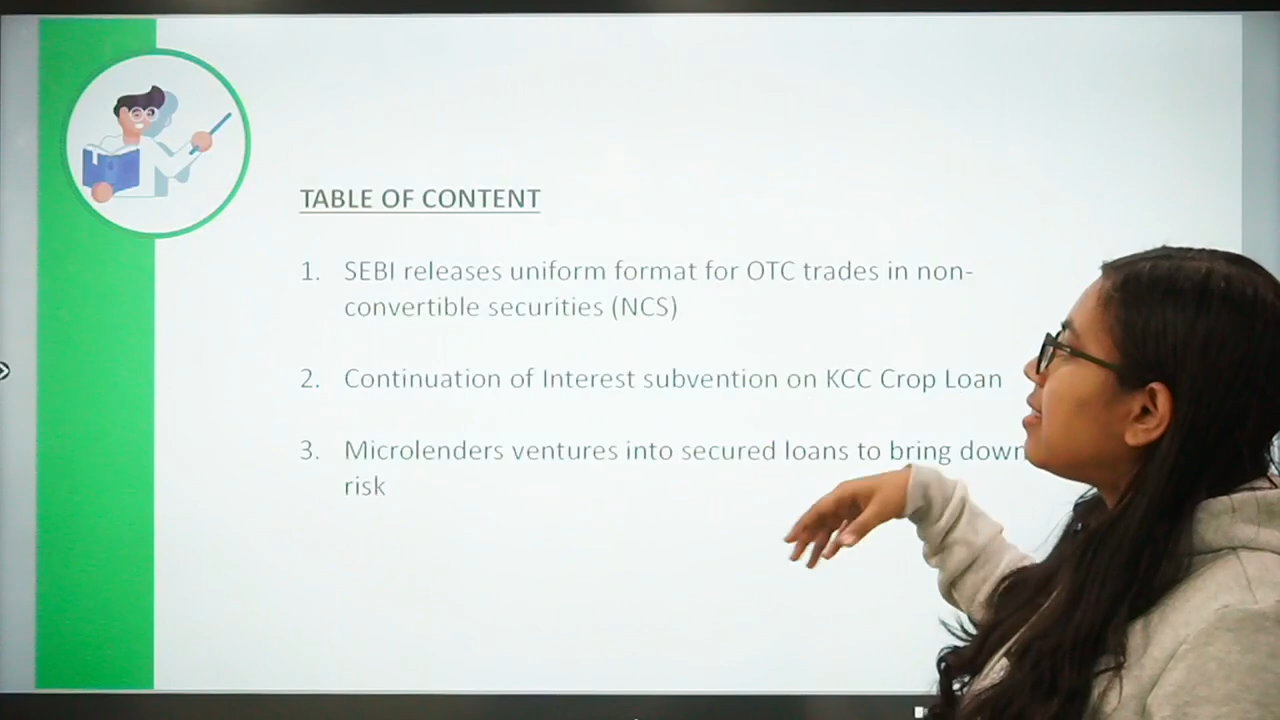 TABLE OF CONTENT
1. SEBI releases uniform format for OTC trades in non-
convertible securities (NCS)
2. Continuation of Interest subvention on KCC Crop Loan
3. Microlenders ventures into secured loans to bring down
risk